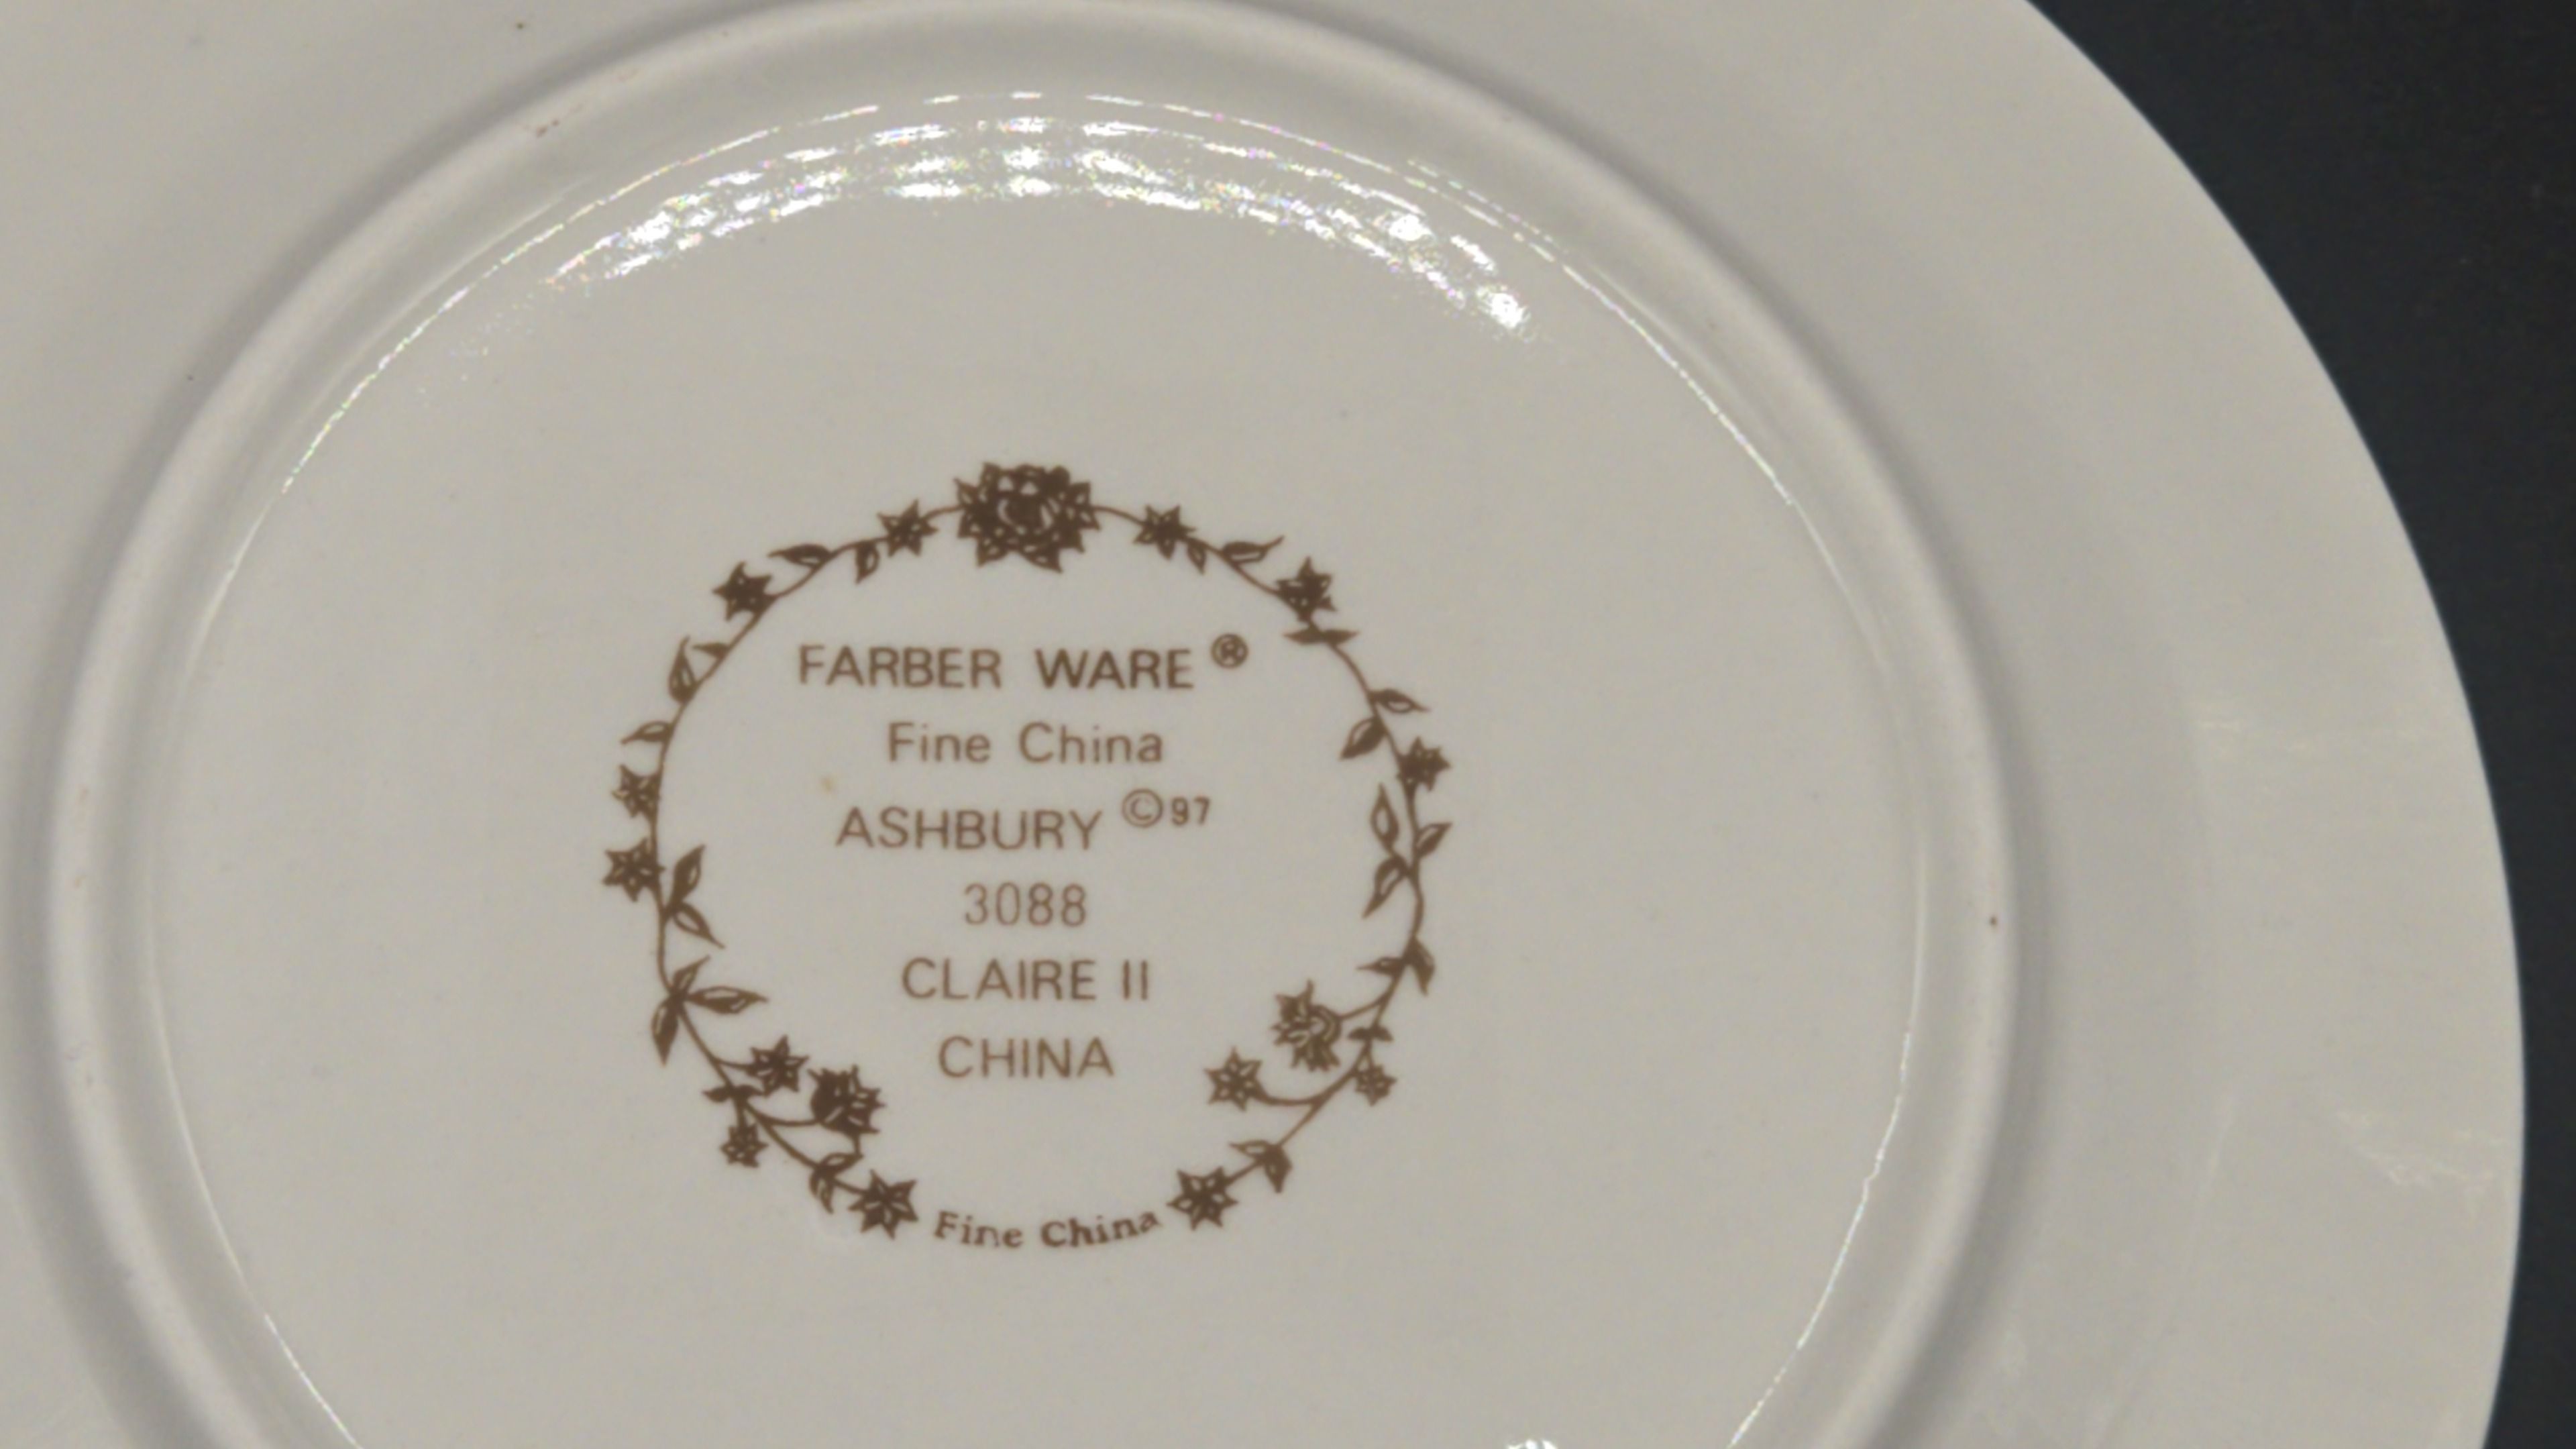 FARBER WARE ®
Fine China
ASHBURY ©97
3088
CLAIRE II
CHINA
Fine China